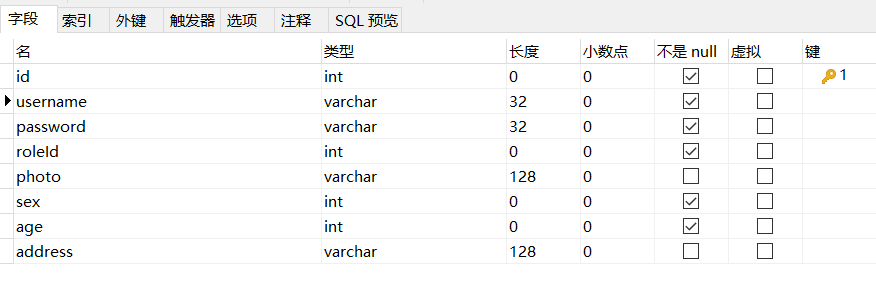 字段 索引 外键 触发器 选项 注释 SQL 预览
名 类型 长度 小数点 不是 null 虚拟 键
id int 0 0 1
username varchar 32 0
password varchar 32 0
roleId int 0 0
photo varchar 128 0
sex int 0 0
age int 0 0
address varchar 128 0